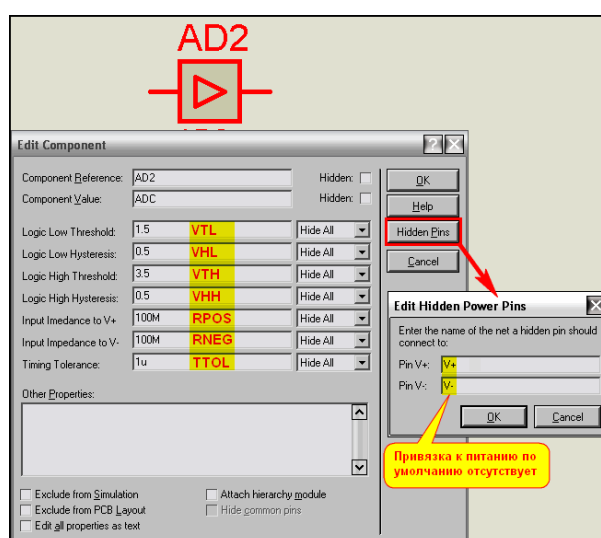 AD2
Edit Component
Component Reference: AD2 Hidden:
Component Value: ADC Hidden:
Logic Low Threshold: 1.5 VTL Hide All
Logic Low Hysteresis: 0.5 VHL Hide All
Logic High Threshold: 3.5 VTH Hide All
Logic High Hysteresis: 0.5 VHH Hide All
Input Imedance to V+ 100M RPOS Hide All
Input Impedance to V- 100M RNEG Hide All
Timing Tolerance: 1u TTOL Hide All
Other Properties:
Exclude from Simulation
Exclude from PCB Layout
Edit all properties as text
Attach hierarchy module
Hide common pins
OK
Help
Hidden Pins
Cancel
Edit Hidden Power Pins
Enter the name of the net a hidden pin should
connect to:
Pin V+: V+
Pin V-: V-
OK Cancel
Привязка к питанию по
умолчанию отсутствует